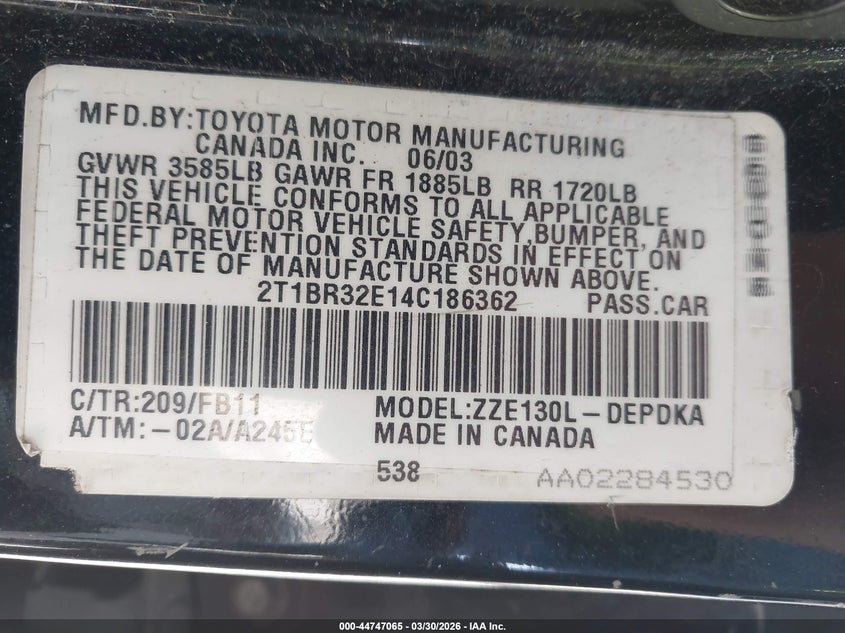 MFD.BY:TOYOTA MOTOR MANUFACTURING
CANADA INC. 06/03
GVWR 3585LB GAWR FR 1885LB RR 1720LB
THIS VEHICLE CONFORMS TO ALL APPLICABLE
FEDERAL MOTOR VEHICLE SAFETY,BUMPER, AND
THEFT PREVENTION STANDARDS IN EFFECT ON
THE DATE OF MANUFACTURE SHOWN ABOVE.
2T1BR32E14C186362 PASS.CAR
C/TR:209/FB11 MODEL:ZZE130L-DEPDKA
A/TM:-02A/A245E MADE IN CANADA
538
AA02284530
000-44747065 | 03/30/2026 - IAA Inc.